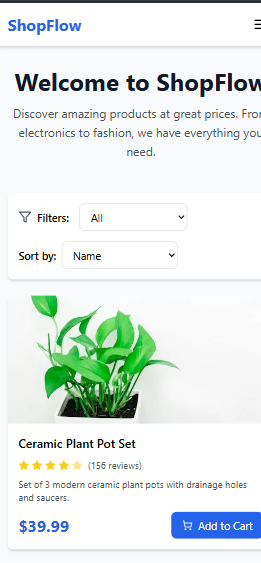 ShopFlow
Welcome to ShopFlow
Discover amazing products at great prices. From
electronics to fashion, we have everything you
need.
Filters:
All
Sort by:
Name
Ceramic Plant Pot Set
(156 reviews)
Set of 3 modern ceramic plant pots with drainage holes
and saucers.
$39.99
Add to Cart